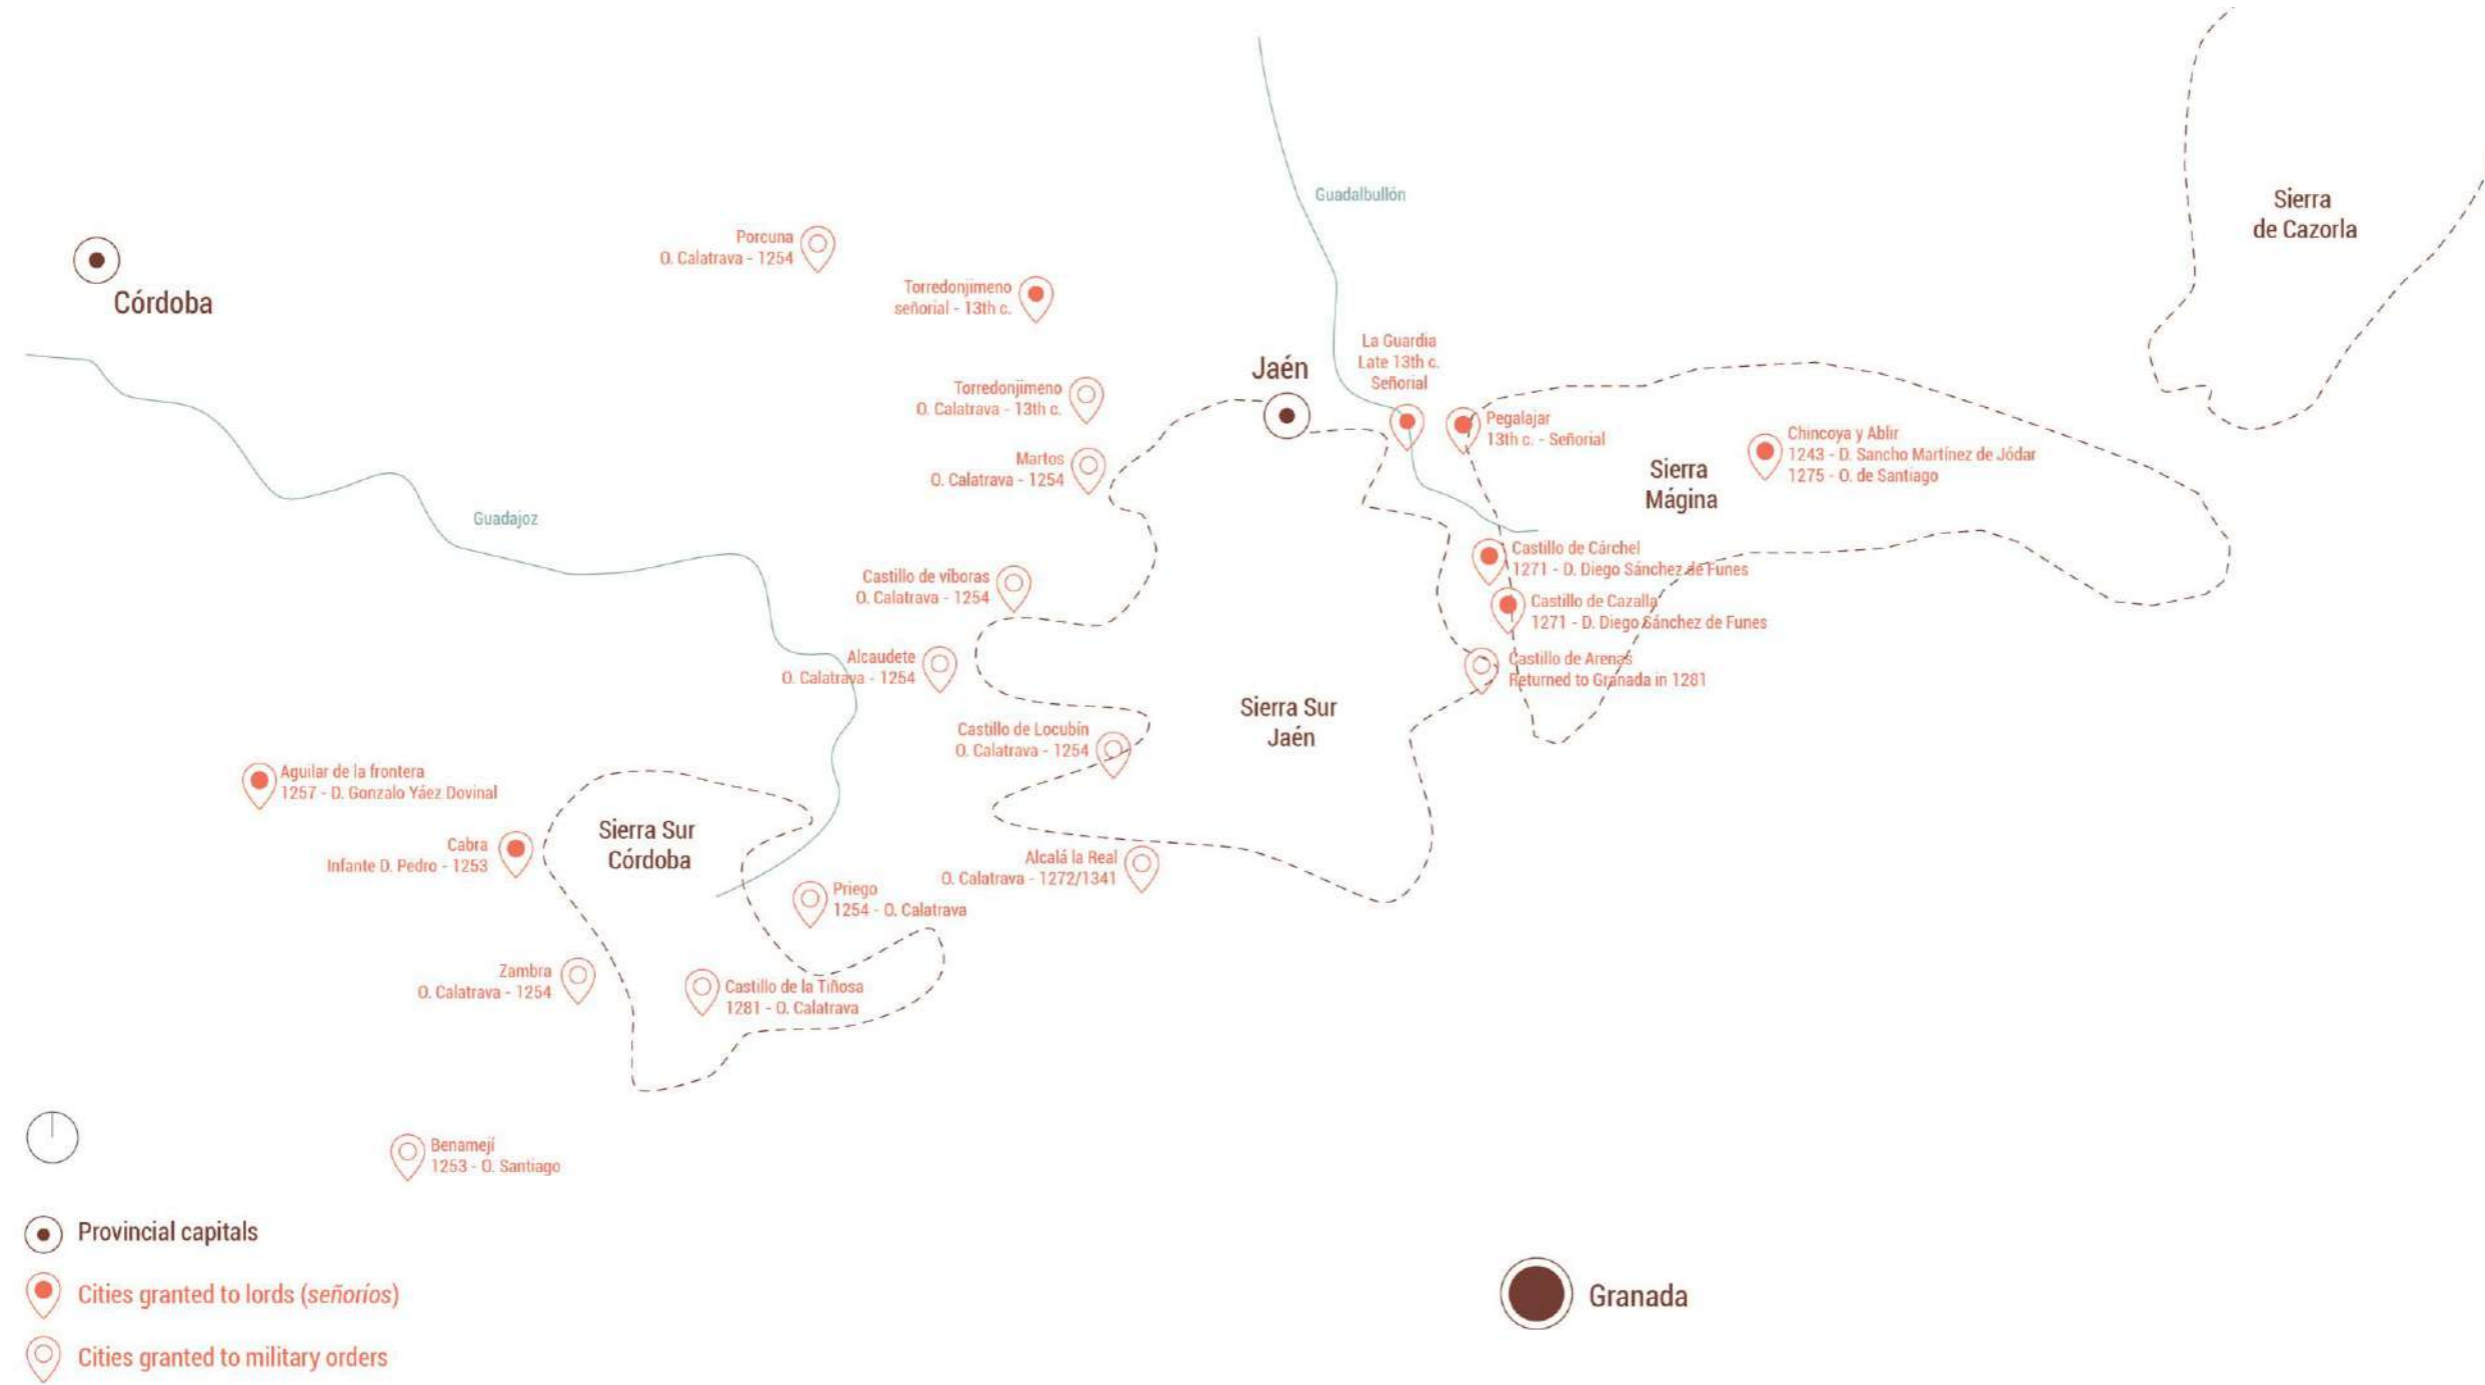 Sierra
de Cazorla
Guadalbullón
Porcuna
O. Calatrava - 1254
Córdoba
Torredonjimeno
señorial - 13th c.
La Guardia
Late 13th c.
Señorial
Jaén
Torredonjimeno
O. Calatrava - 13th c.
Pegalajar
13th c. - Señorial
Chincoya y Ablir
1243 - D. Sancho Martínez de Jódar
1275 - O. de Santiago
Martos
O. Calatrava - 1254
Sierra
Mágina
Guadajoz
Castillo de Cárchel
1271 - D. Diego Sánchez de Funes
Castillo de víboras
O. Calatrava - 1254
Castillo de Cazalla
1271 - D. Diego Sánchez de Funes
Alcaudete
O. Calatrava - 1254
Castillo de Arenas
Returned to Granada in 1281
Sierra Sur
Jaén
Castillo de Locubín
O. Calatrava - 1254
Aguilar de la frontera
1257 - D. Gonzalo Yáez Dovinal
Sierra Sur
Córdoba
Cabra
Infante D. Pedro - 1253
Alcalá la Real
O. Calatrava - 1272/1341
Priego
1254 - O. Calatrava
Zambra
O. Calatrava - 1254
Castillo de la Tiñosa
1281 - O. Calatrava
Benamejí
1253 - O. Santiago
Provincial capitals
Cities granted to lords (señoríos)
Cities granted to military orders
Granada